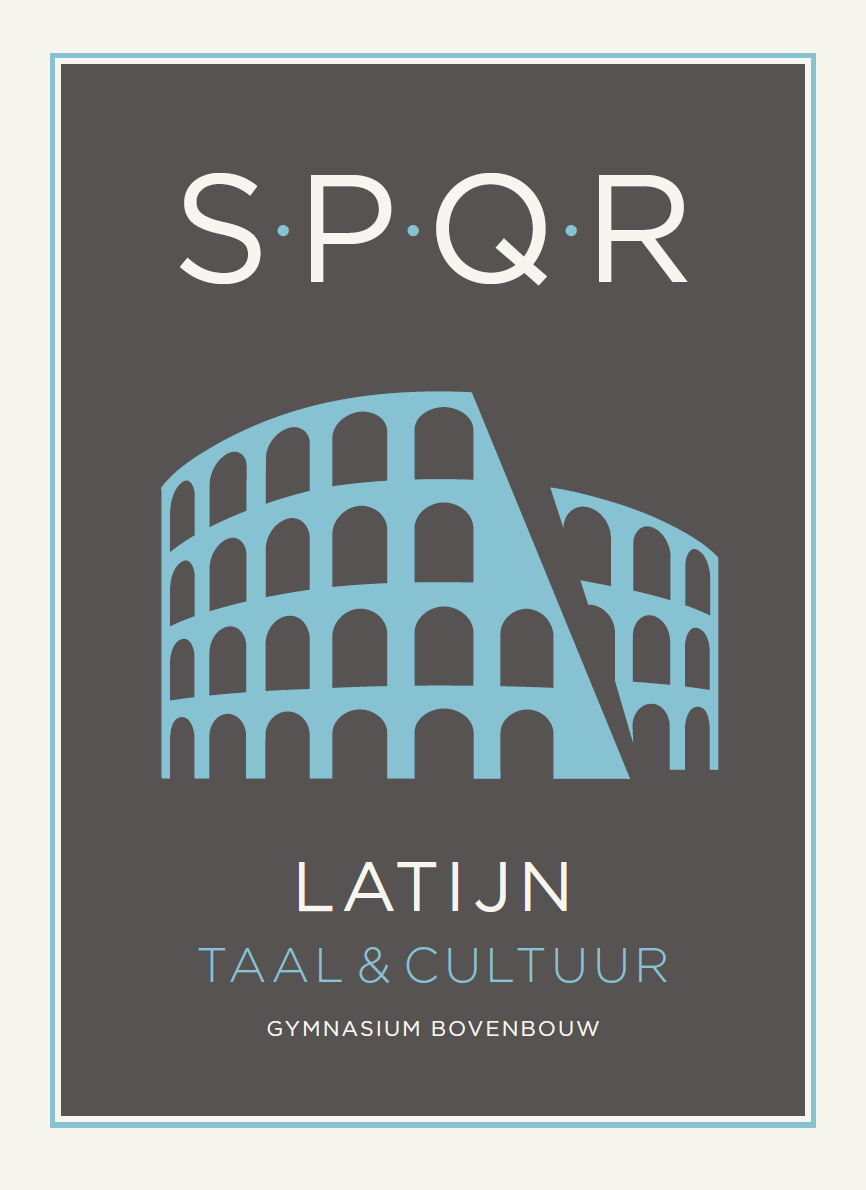 S·P·Q·R
LATIJN
TAAL & CULTUUR
GYMNASIUM BOVENBOUW